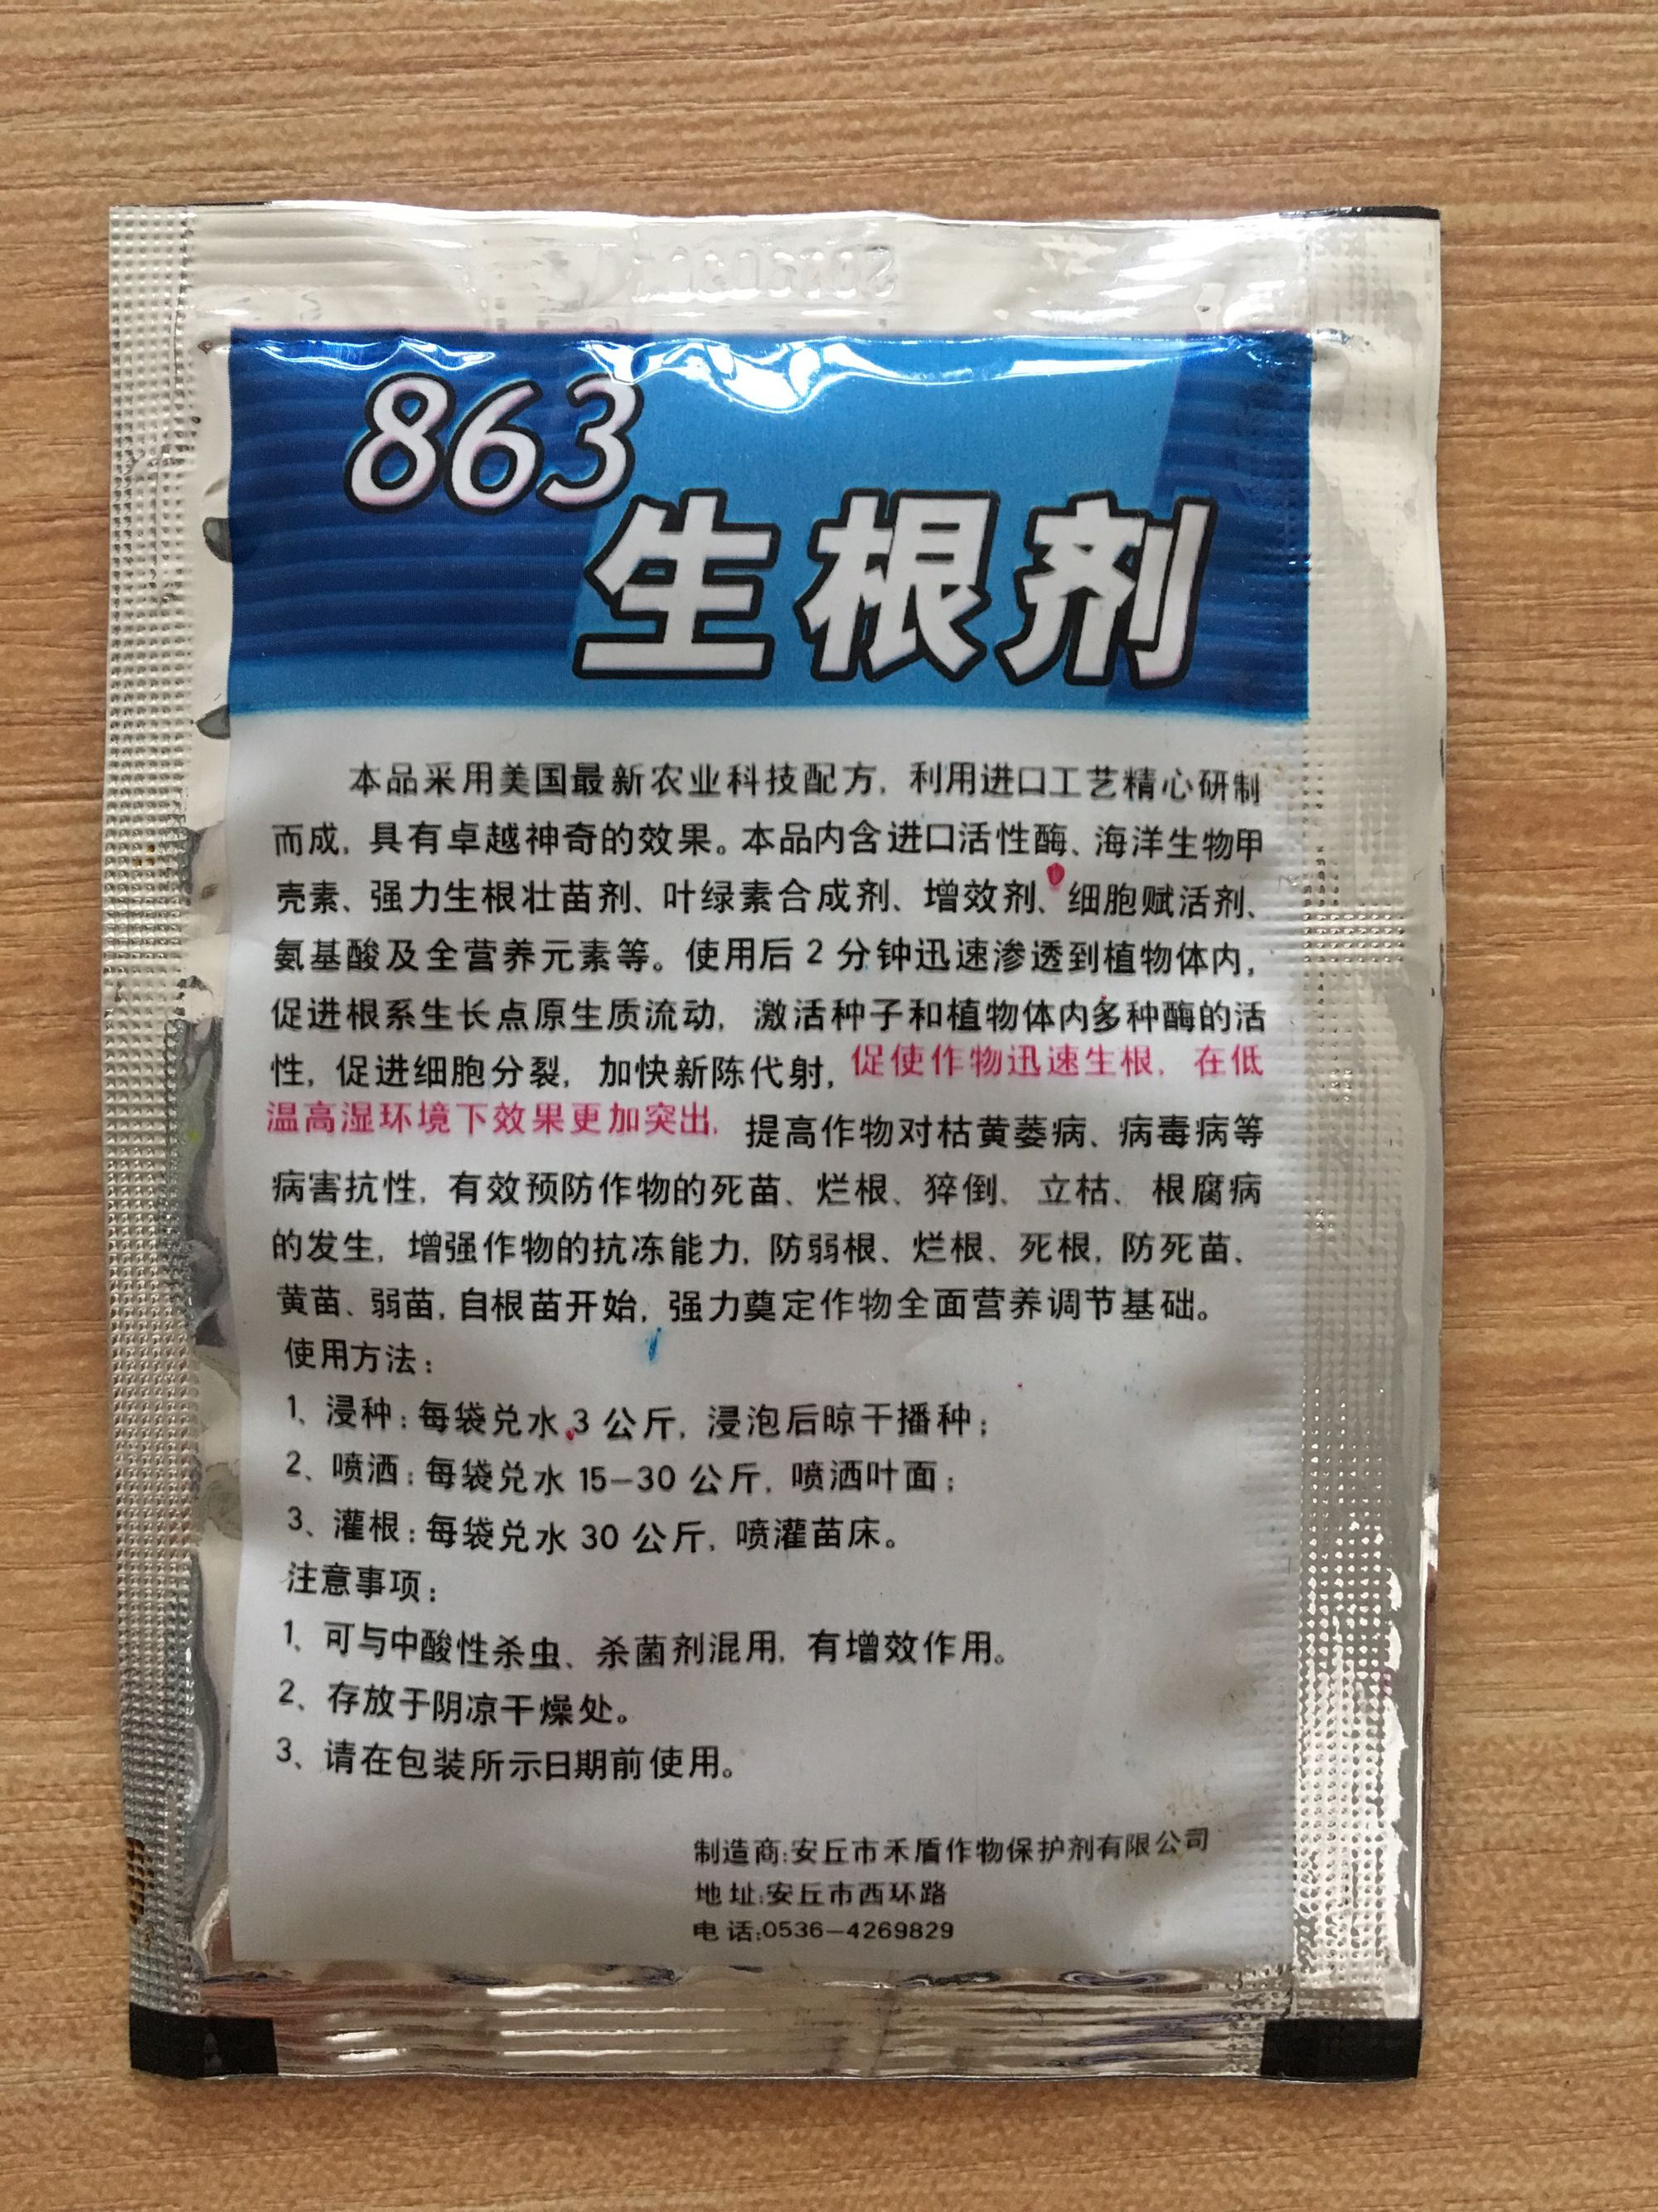 863
生根剂
本品采用美国最新农业科技配方，利用进口工艺精心研制
而成，具有卓越神奇的效果。本品内含进口活性酶、海洋生物甲
壳素、强力生根壮苗剂、叶绿素合成剂、增效剂、细胞赋活剂、
氨基酸及全营养元素等。使用后2分钟迅速渗透到植物体内，
促进根系生长点原生质流动，激活种子和植物体内多种酶的活
性，促进细胞分裂，加快新陈代射，促使作物迅速生根，在低
温高湿环境下效果更加突出，提高作物对枯黄萎病、病毒病等
病害抗性，有效预防作物的死苗、烂根、猝倒、立枯、根腐病
的发生，增强作物的抗冻能力，防弱根、烂根、死根，防死苗、
黄苗、弱苗，自根苗开始，强力奠定作物全面营养调节基础。
使用方法：
1、浸种：每袋兑水3公斤，浸泡后晾干播种；
2、喷洒：每袋兑水15—30公斤，喷洒叶面；
3、灌根：每袋兑水30公斤，喷灌苗床。
注意事项：
1、可与中酸性杀虫、杀菌剂混用，有增效作用。
2、存放于阴凉干燥处。
3、请在包装所示日期前使用。
制造商:安丘市禾盾作物保护剂有限公司
地址:安丘市西环路
电话:0536—4269829